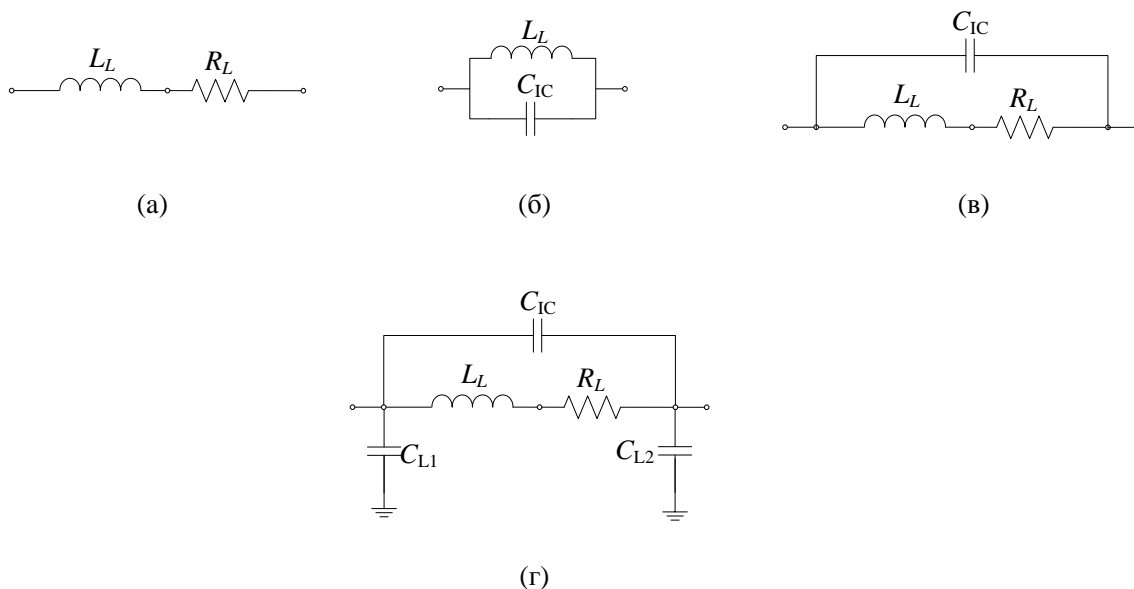 L_L R_L
L_L
C_IC
C_IC
L_L R_L
(а) (б) (в)
C_IC
L_L R_L
C_L1 C_L2
(г)